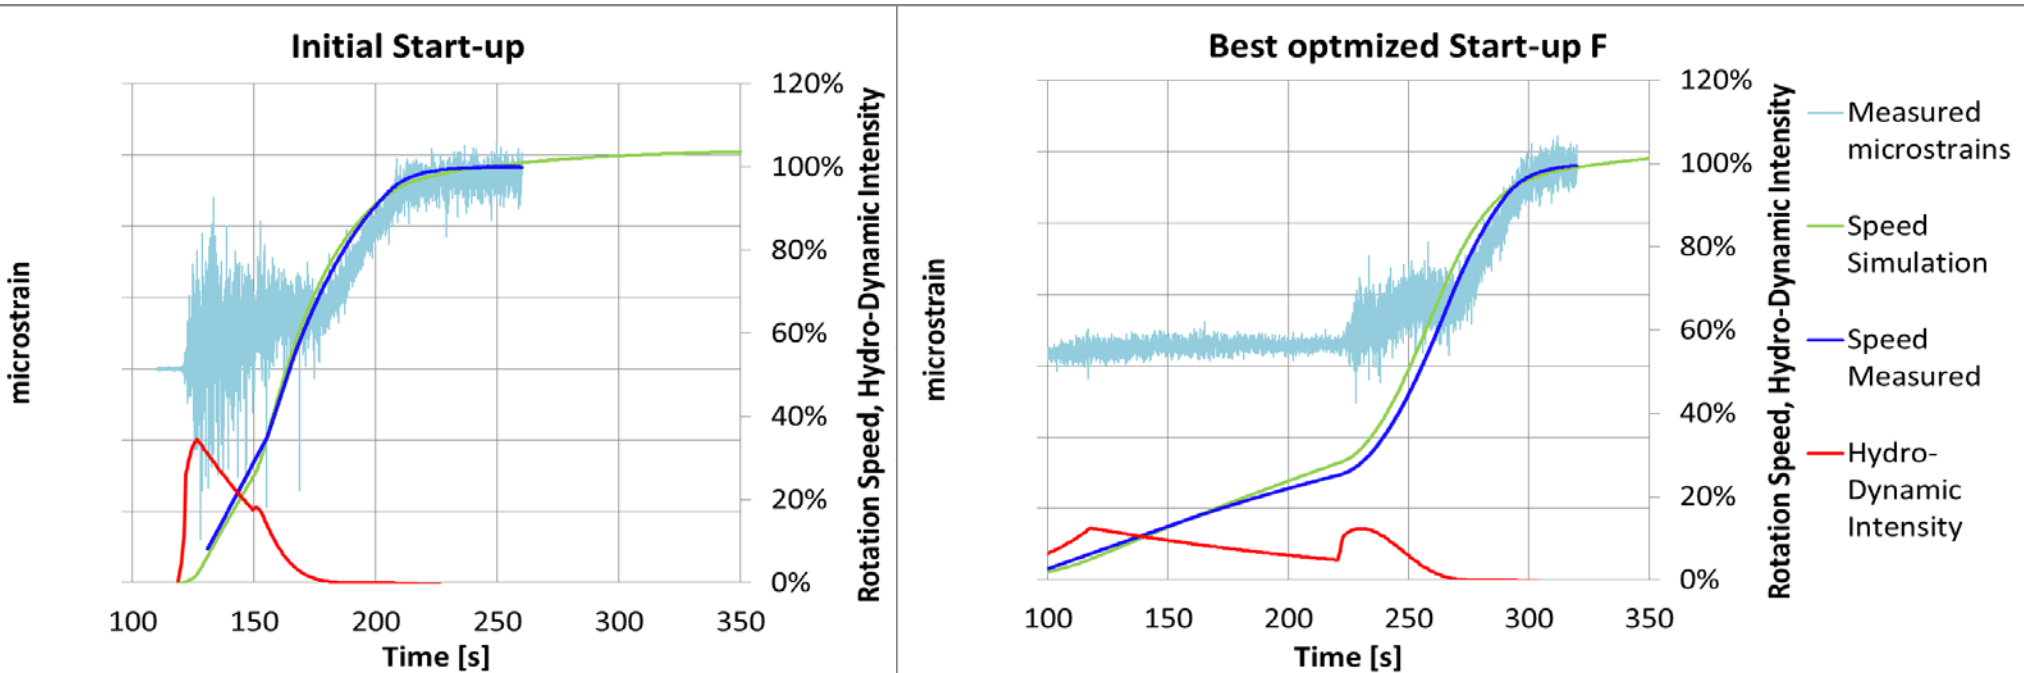 Initial Start-up
120%
100%
80%
60%
40%
20%
0%
microstrain
Rotation Speed, Hydro-Dynamic Intensity
100 150 200 250 300 350
Time [s]
Best optmized Start-up F
120%
100%
80%
60%
40%
20%
0%
microstrain
Rotation Speed, Hydro-Dynamic Intensity
100 150 200 250 300 350
Time [s]
Measured
microstrains
Speed
Simulation
Speed
Measured
Hydro-
Dynamic
Intensity